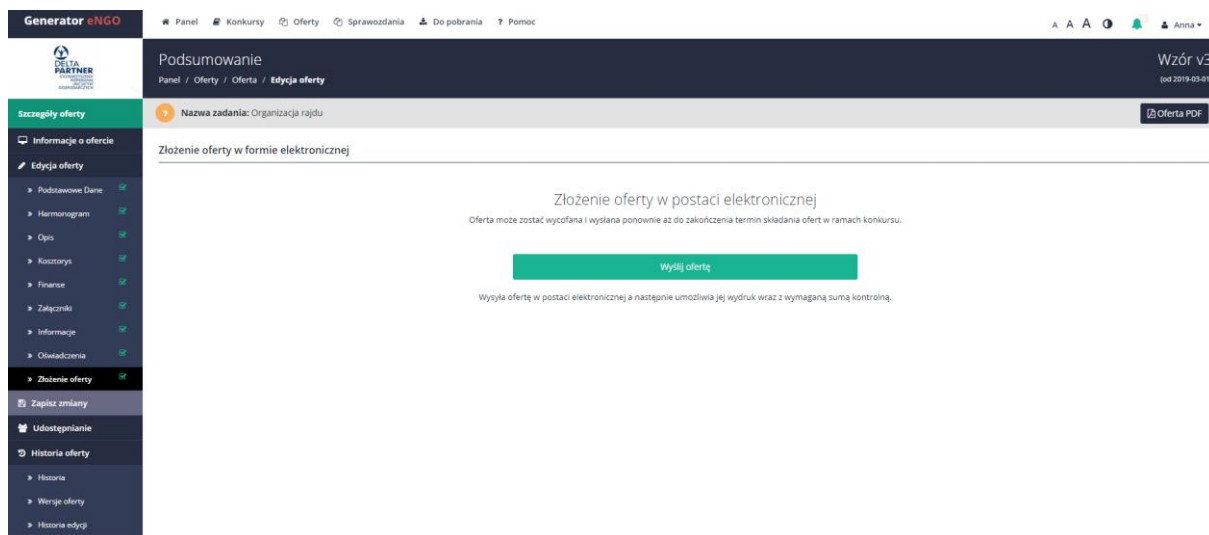 Generator eNGO
Panel Konkursy Oferty Sprawozdania Do pobrania ? Pomoc
A A A Anna
DELTA
PARTNER
Podsumowanie
Panel / Oferty / Oferta / Edycja oferty
Wzór v3
(od 2019-03-01
Szczegóły oferty
? Nazwa zadania: Organizacja rajdu
Oferta PDF
Informacje o ofercie
Edycja oferty
» Podstawowe Dane
» Harmonogram
» Opis
» Kosztorys
» Finanse
» Załączniki
» Informacje
» Oświadczenia
» Złożenie oferty
Zapisz zmiany
Udostępnianie
Historia oferty
» Historia
» Wersje oferty
» Historia edycji
Złożenie oferty w formie elektronicznej
Złożenie oferty w postaci elektronicznej
Oferta może zostać wycofana i wysłana ponownie aż do zakończenia termin składania ofert w ramach konkursu.
Wyślij ofertę
Wysyła ofertę w postaci elektronicznej a następnie umożliwia jej wydruk wraz z wymaganą sumą kontrolną.